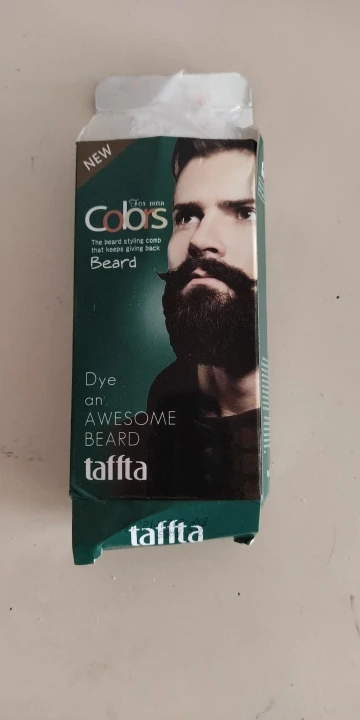 NEW
For men
Colors
The beard styling comb
that keeps giving back
Beard
Dye
an
AWESOME
BEARD
taffta
taffta